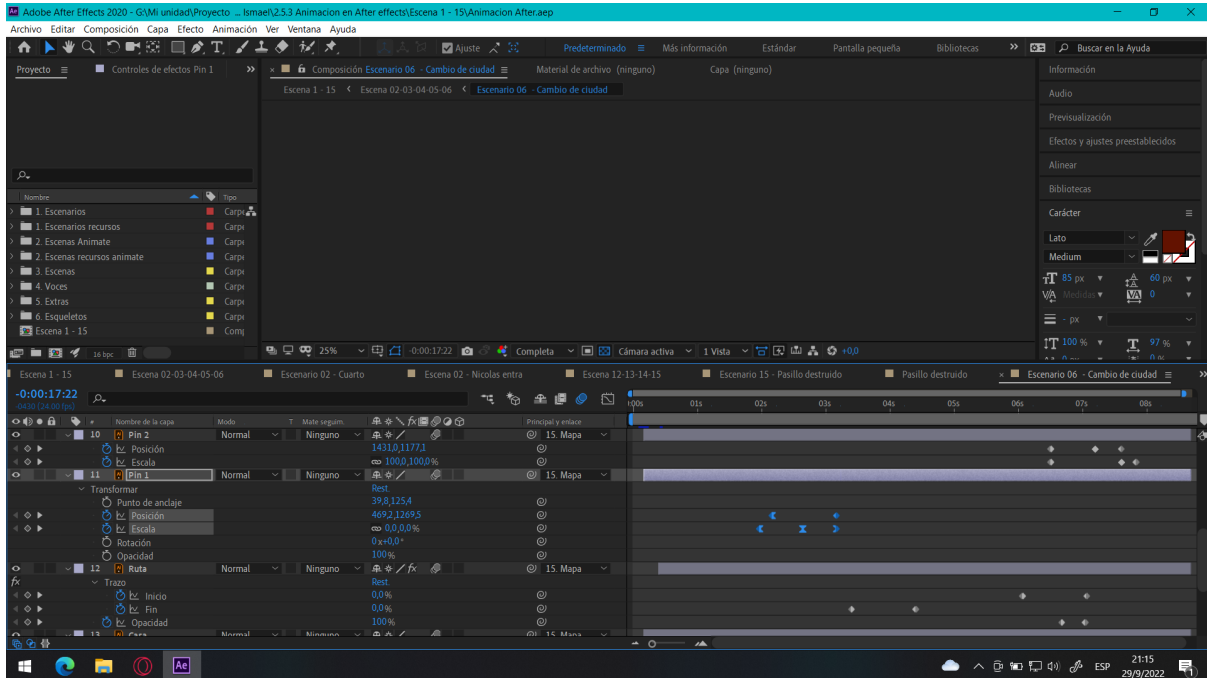 Adobe After Effects 2020 - G:\Mi unidad\Proyecto ... Ismael\2.5.3 Animacion en After effects\Escena 1 - 15\Animacion After.aep
Archivo Editar Composición Capa Efecto Animación Ver Ventana Ayuda
Ajuste Predeterminado Más información Estándar Pantalla pequeña Bibliotecas Buscar en la Ayuda
Proyecto Controles de efectos Pin 1 Composición Escenario 06 - Cambio de ciudad Material de archivo (ninguno) Capa (ninguno) Información
Escena 1 - 15 Escena 02-03-04-05-06 Escenario 06 - Cambio de ciudad
Audio
Previsualización
Efectos y ajustes preestablecidos
Alinear
Bibliotecas
Nombre Tipo
1. Escenarios Carpe
1. Escenarios recursos Carpe
2. Escenas Animate Carpe
2. Escenas recursos animate Carpe
3. Escenas Carpe
4. Voces Carpe
5. Extras Carpe
6. Esqueletos Carpe
Escena 1 - 15 Comp
Carácter
Lato
Medium
85 px 60 px
Medidas 0
- px
100 % 97 %
16 bpc 25% -0:00:17:22 Completa Cámara activa 1 Vista +0,0
Escena 1 - 15 Escena 02-03-04-05-06 Escenario 02 - Cuarto Escena 02 - Nicolas entra Escena 12-13-14-15 Escenario 15 - Pasillo destruido Pasillo destruido Escenario 06 - Cambio de ciudad
-0:00:17:22
-0430 (24.00 fps)
:00s 01s 02s 03s 04s 05s 06s 07s 08s
# Nombre de la capa Modo T Mate seguim. Principal y enlace
10 Pin 2 Normal Ninguno 15. Mapa
Posición 1431,0,1177,1
Escala 100,0,100,0%
11 Pin 1 Normal Ninguno 15. Mapa
Transformar Rest.
Punto de anclaje 39,8,125,4
Posición 469,2,1269,5
Escala 0,0,0,0%
Rotación 0x+0,0°
Opacidad 100%
12 Ruta Normal Ninguno 15. Mapa
Trazo Rest.
Inicio 0,0%
Fin 0,0%
Opacidad 100%
13 Casa Normal Ninguno 15. Mapa
Ae
ESP 21:15
29/9/2022